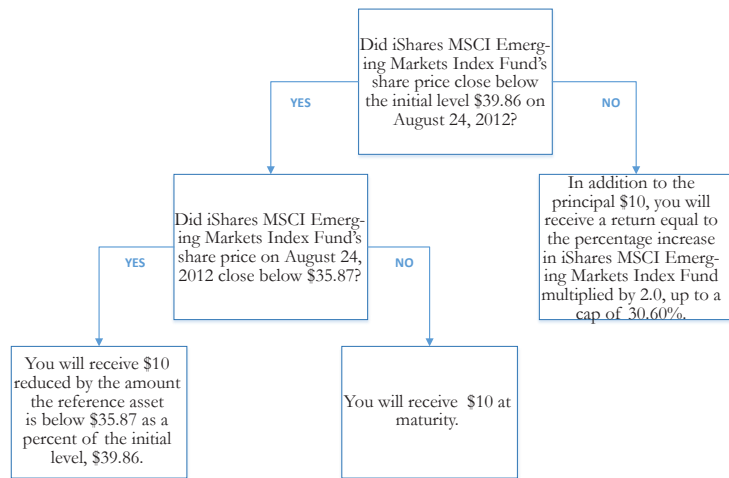 Did iShares MSCI Emerg-
ing Markets Index Fund's
share price close below
the initial level $39.86 on
August 24, 2012?
YES
NO
Did iShares MSCI Emerg-
ing Markets Index Fund's
share price on August 24,
2012 close below $35.87?
In addition to the
principal $10, you will
receive a return equal to
the percentage increase
in iShares MSCI Emerg-
ing Markets Index Fund
multiplied by 2.0, up to a
cap of 30.60%.
YES
NO
You will receive $10
reduced by the amount
the reference asset
is below $35.87 as a
percent of the initial
level, $39.86.
You will receive $10 at
maturity.